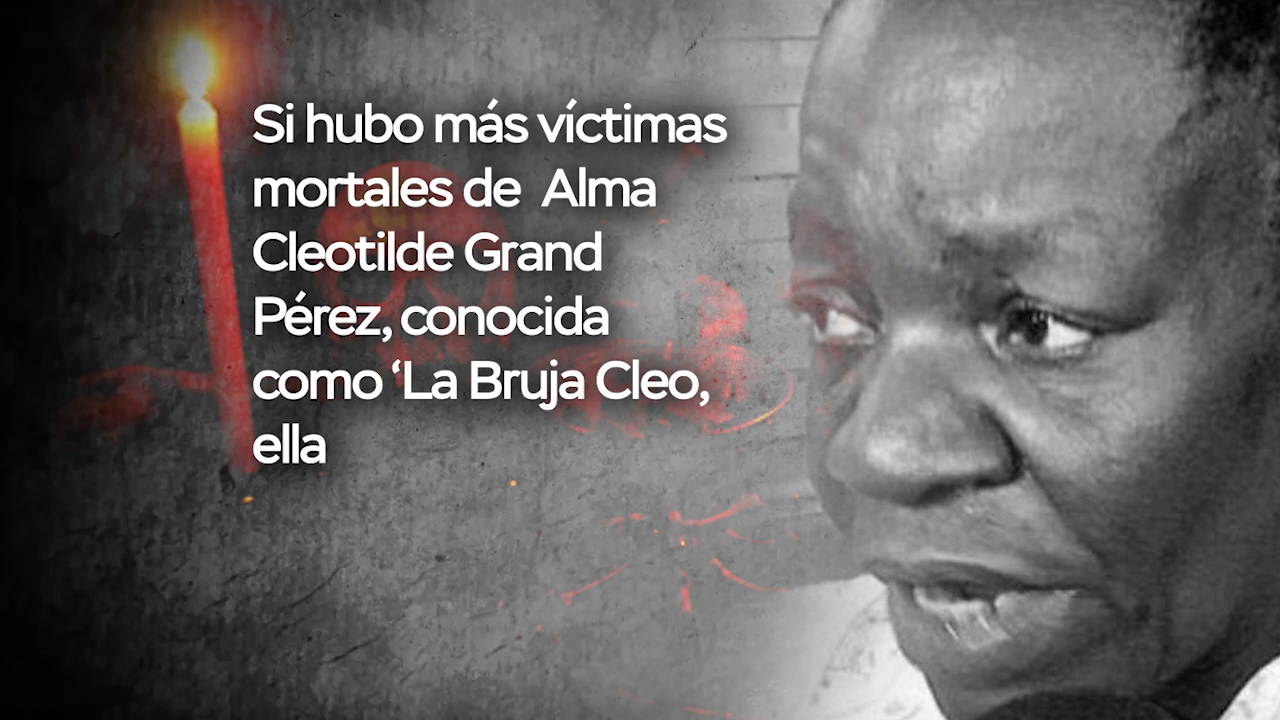 Si hubo más víctimas
mortales de  Alma
Cleotilde Grand
Pérez, conocida
como ‘La Bruja Cleo,
ella